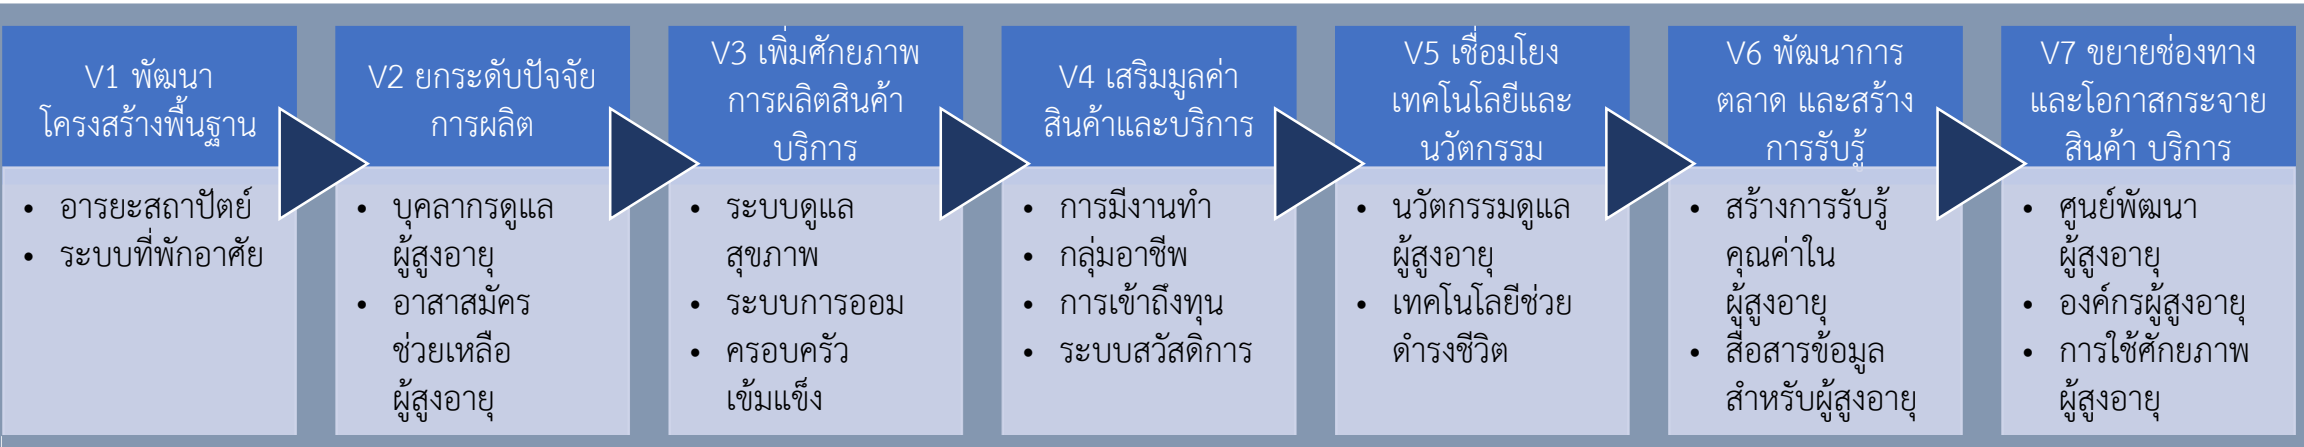 V1 พัฒนา
โครงสร้างพื้นฐาน
• อารยะสถาปัตย์
• ระบบที่พักอาศัย
V2 ยกระดับปัจจัย
การผลิต
• บุคลากรดูแล
ผู้สูงอายุ
• อาสาสมัคร
ช่วยเหลือ
ผู้สูงอายุ
V3 เพิ่มศักยภาพ
การผลิตสินค้า
บริการ
• ระบบดูแล
สุขภาพ
• ระบบการออม
• ครอบครัว
เข้มแข็ง
V4 เสริมมูลค่า
สินค้าและบริการ
• การมีงานทำ
• กลุ่มอาชีพ
• การเข้าถึงทุน
• ระบบสวัสดิการ
V5 เชื่อมโยง
เทคโนโลยีและ
นวัตกรรม
• นวัตกรรมดูแล
ผู้สูงอายุ
• เทคโนโลยีช่วย
ดำรงชีวิต
V6 พัฒนาการ
ตลาด และสร้าง
การรับรู้
• สร้างการรับรู้
คุณค่าใน
ผู้สูงอายุ
• สื่อสารข้อมูล
สำหรับผู้สูงอายุ
V7 ขยายช่องทาง
และโอกาสกระจาย
สินค้า บริการ
• ศูนย์พัฒนา
ผู้สูงอายุ
• องค์กรผู้สูงอายุ
• การใช้ศักยภาพ
ผู้สูงอายุ